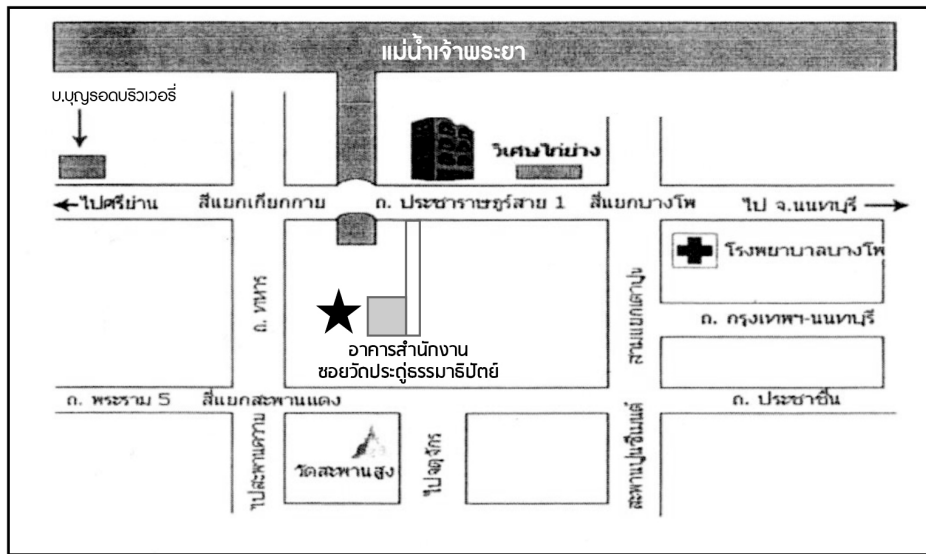 แม่น้ำเจ้าพระยา
บ.บุญรอดบริวเวอรี่
วิเศษไก่ย่าง
ไปศรีย่าน
สี่แยกเกียกกาย
ถ. ประชาราษฎร์สาย 1
สี่แยกบางโพ
ไป จ.นนทบุรี
โรงพยาบาลบางโพ
ถ. ทหาร
สามแยกเตาปูน
ถ. กรุงเทพฯ-นนทบุรี
อาคารสำนักงาน
ซอยวัดประดู่ธรรมาธิปัตย์
ถ. พระราม 5
สี่แยกสะพานแดง
ถ. ประชาชื่น
ไปสะพานควาย
วัดสะพานสูง
ไปจตุจักร
สะพานปูนซีเมนต์